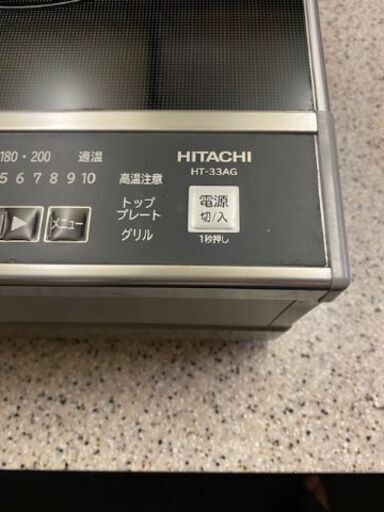 180・200 適温
5 6 7 8 9 10
メニュー
高温注意
トップ
プレート
グリル
HITACHI
HT-33AG
電源
切/入
1秒押し